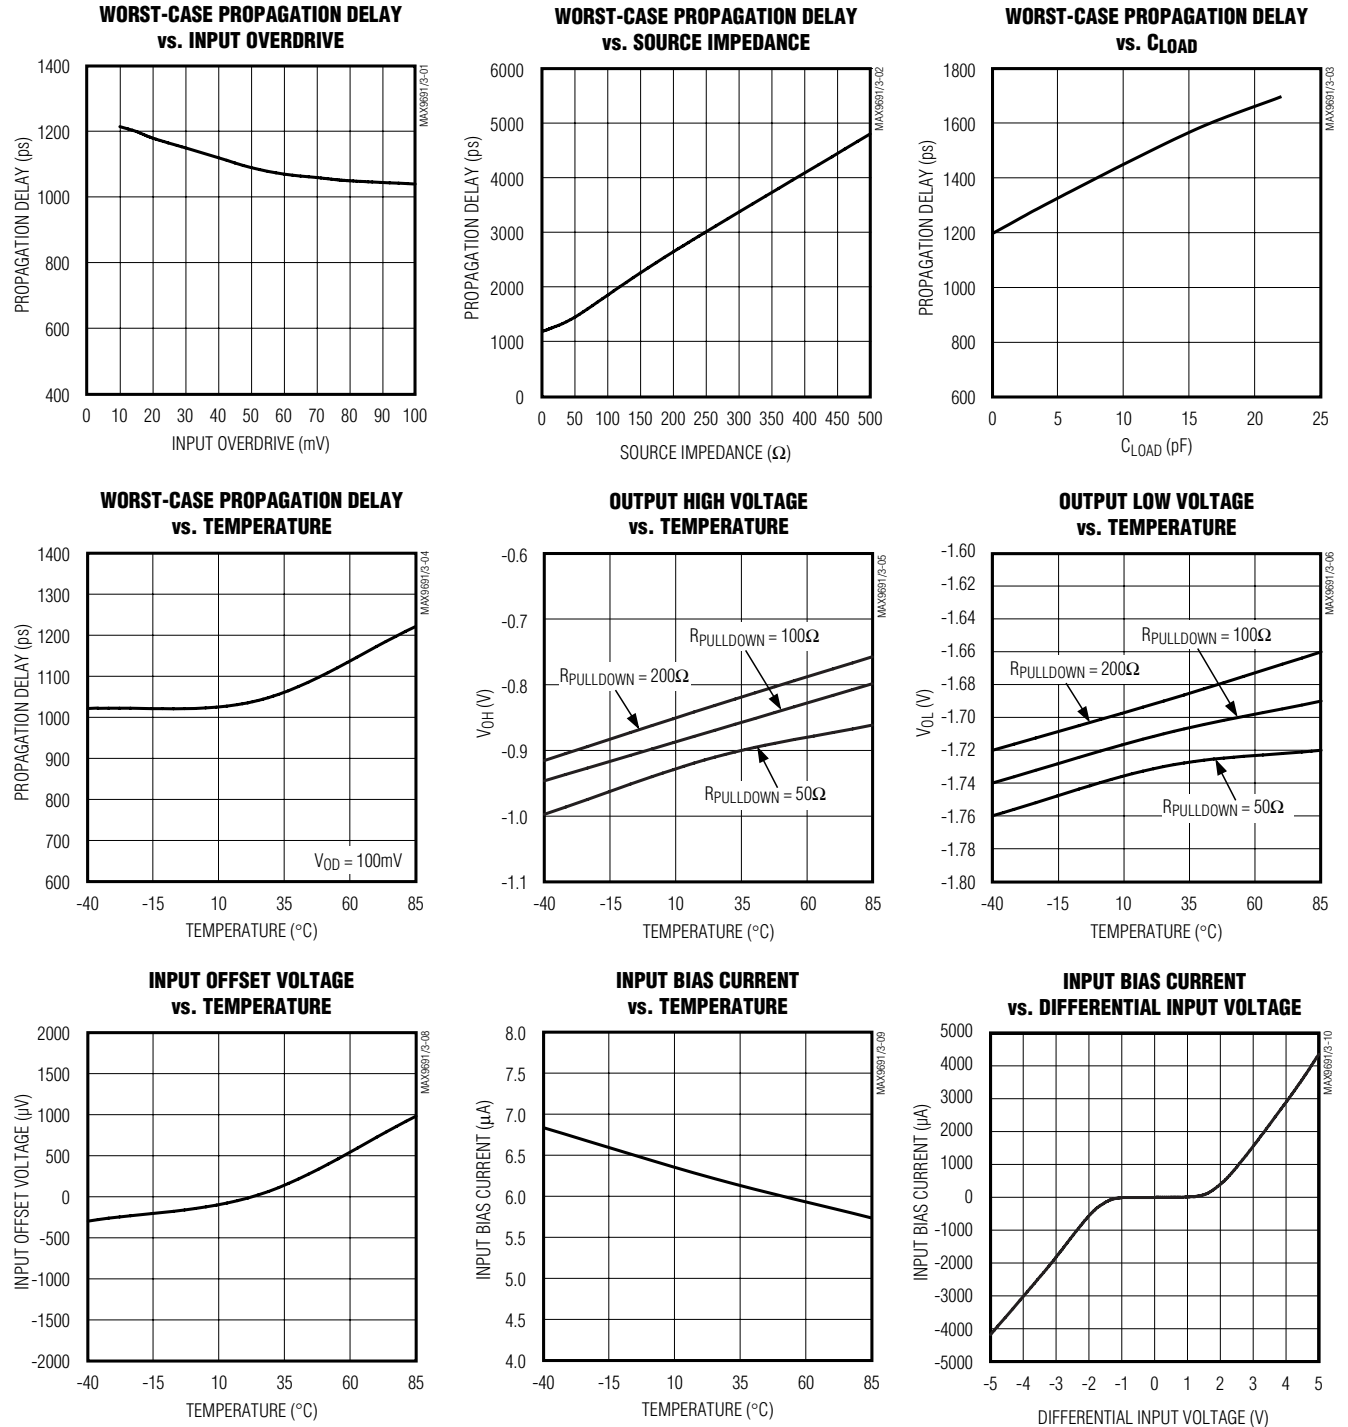 WORST-CASE PROPAGATION DELAY
vs. INPUT OVERDRIVE
1400
1200
1000
800
600
400
PROPAGATION DELAY (ps)
MAX9691/3-01
0 10 20 30 40 50 60 70 80 90 100
INPUT OVERDRIVE (mV)
WORST-CASE PROPAGATION DELAY
vs. SOURCE IMPEDANCE
6000
5000
4000
3000
2000
1000
0
PROPAGATION DELAY (ps)
MAX9691/3-02
0 50 100 150 200 250 300 350 400 450 500
SOURCE IMPEDANCE (Ω)
WORST-CASE PROPAGATION DELAY
vs. CLOAD
1800
1600
1400
1200
1000
800
600
PROPAGATION DELAY (ps)
MAX9691/3-03
0 5 10 15 20 25
CLOAD (pF)
WORST-CASE PROPAGATION DELAY
vs. TEMPERATURE
1400
1300
1200
1100
1000
900
800
700
600
PROPAGATION DELAY (ps)
MAX9691/3-04
VOD = 100mV
-40 -15 10 35 60 85
TEMPERATURE (°C)
OUTPUT HIGH VOLTAGE
vs. TEMPERATURE
-0.6
-0.7
-0.8
-0.9
-1.0
-1.1
VOH (V)
MAX9691/3-05
RPULLDOWN = 100Ω
RPULLDOWN = 200Ω
RPULLDOWN = 50Ω
-40 -15 10 35 60 85
TEMPERATURE (°C)
OUTPUT LOW VOLTAGE
vs. TEMPERATURE
-1.60
-1.62
-1.64
-1.66
-1.68
-1.70
-1.72
-1.74
-1.76
-1.78
-1.80
VOL (V)
MAX9691/3-06
RPULLDOWN = 100Ω
RPULLDOWN = 200Ω
RPULLDOWN = 50Ω
-40 -15 10 35 60 85
TEMPERATURE (°C)
INPUT OFFSET VOLTAGE
vs. TEMPERATURE
2000
1500
1000
500
0
-500
-1000
-1500
-2000
INPUT OFFSET VOLTAGE (µV)
MAX9691/3-08
-40 -15 10 35 60 85
TEMPERATURE (°C)
INPUT BIAS CURRENT
vs. TEMPERATURE
8.0
7.5
7.0
6.5
6.0
5.5
5.0
4.5
4.0
INPUT BIAS CURRENT (µA)
MAX9691/3-09
-40 -15 10 35 60 85
TEMPERATURE (°C)
INPUT BIAS CURRENT
vs. DIFFERENTIAL INPUT VOLTAGE
5000
4000
3000
2000
1000
0
-1000
-2000
-3000
-4000
-5000
INPUT BIAS CURRENT (µA)
MAX9691/3-10
-5 -4 -3 -2 -1 0 1 2 3 4 5
DIFFERENTIAL INPUT VOLTAGE (V)